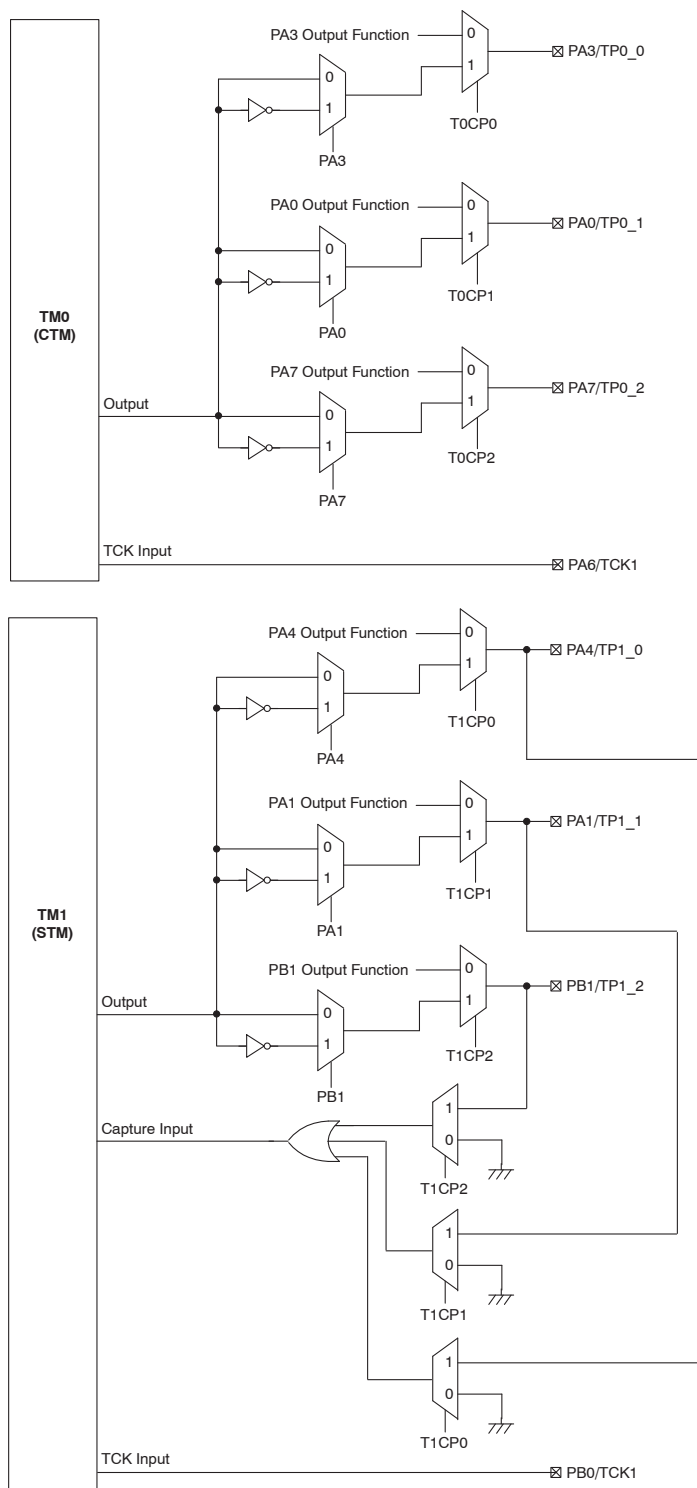 PA3 Output Function
0
1
PA3/TP0_0
0
1
T0CP0
PA3
PA0 Output Function
0
1
PA0/TP0_1
0
1
T0CP1
PA0
TM0
(CTM)
PA7 Output Function
0
1
PA7/TP0_2
Output
0
1
T0CP2
PA7
TCK Input
PA6/TCK1
PA4 Output Function
0
1
PA4/TP1_0
0
1
T1CP0
PA4
PA1 Output Function
0
1
PA1/TP1_1
0
1
T1CP1
PA1
TM1
(STM)
PB1 Output Function
0
1
PB1/TP1_2
Output
0
1
T1CP2
PB1
1
Capture Input
0
T1CP2
1
0
T1CP1
1
0
T1CP0
TCK Input
PB0/TCK1